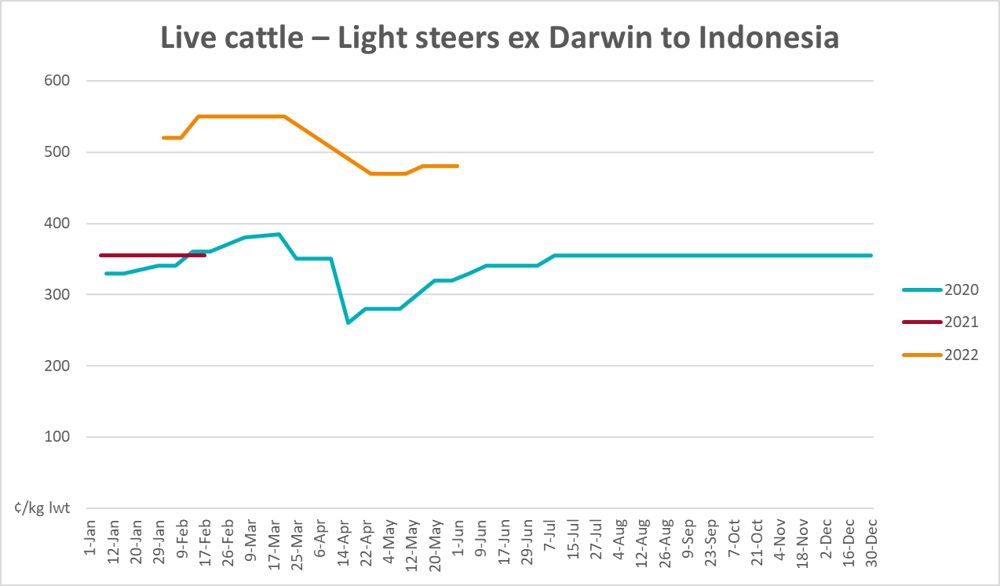 Live cattle – Light steers ex Darwin to Indonesia
600
500
400
300
200
100
¢/kg lwt
2020
2021
2022
1-Jan
12-Jan
20-Jan
29-Jan
9-Feb
17-Feb
26-Feb
9-Mar
17-Mar
25-Mar
6-Apr
14-Apr
22-Apr
4-May
12-May
20-May
1-Jun
9-Jun
17-Jun
29-Jun
7-Jul
15-Jul
27-Jul
4-Aug
12-Aug
26-Aug
9-Sep
23-Sep
7-Oct
21-Oct
4-Nov
18-Nov
2-Dec
16-Dec
30-Dec